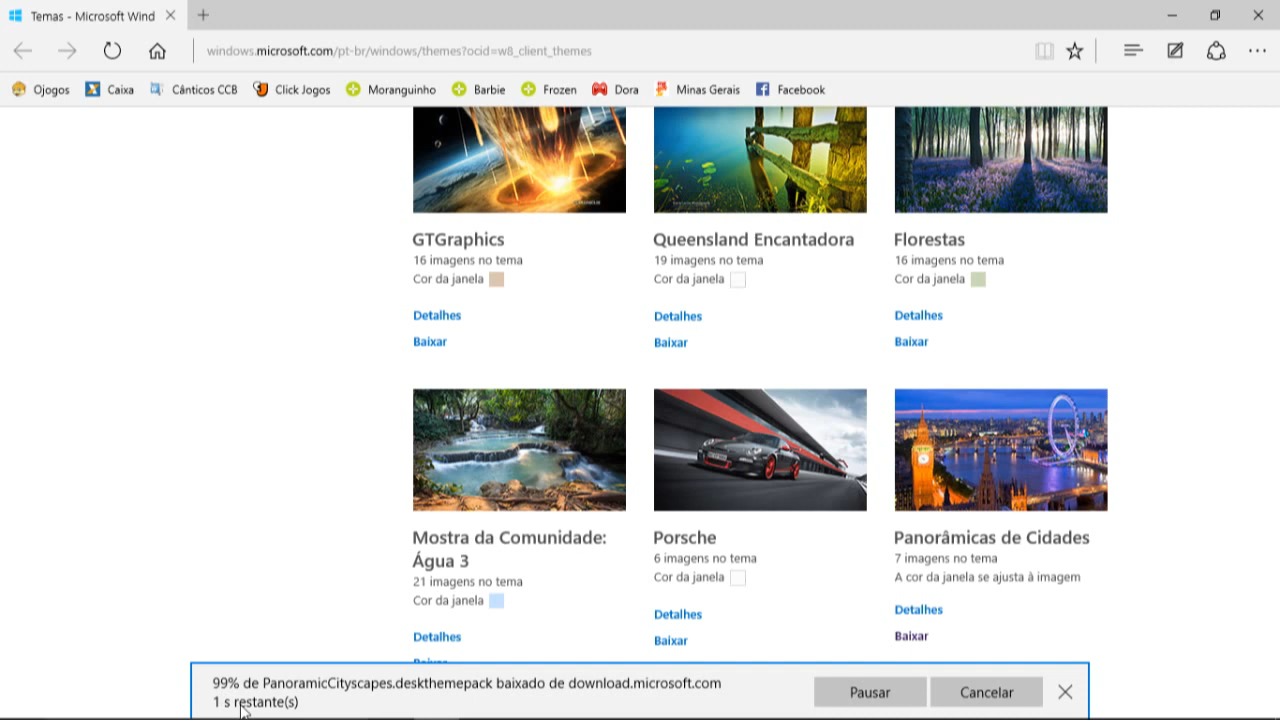 Temas - Microsoft Wind
windows.microsoft.com/pt-br/windows/themes?ocid=w8_client_themes
Ojogos Caixa Cânticos CCB Click Jogos Moranguinho Barbie Frozen Dora Minas Gerais Facebook
GTGraphics
16 imagens no tema
Cor da janela
Detalhes
Baixar
Queensland Encantadora
19 imagens no tema
Cor da janela
Detalhes
Baixar
Florestas
16 imagens no tema
Cor da janela
Detalhes
Baixar
Mostra da Comunidade:
Água 3
21 imagens no tema
Cor da janela
Detalhes
Baixar
Porsche
6 imagens no tema
Cor da janela
Detalhes
Baixar
Panorâmicas de Cidades
7 imagens no tema
A cor da janela se ajusta à imagem
Detalhes
Baixar
99% de PanoramicCityscapes.deskthemepack baixado de download.microsoft.com
1 s restante(s)
Pausar
Cancelar